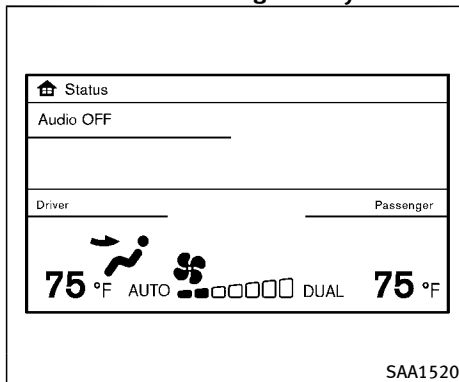 Status
Audio OFF
Driver Passenger
75 °F AUTO DUAL 75 °F
SAA1520